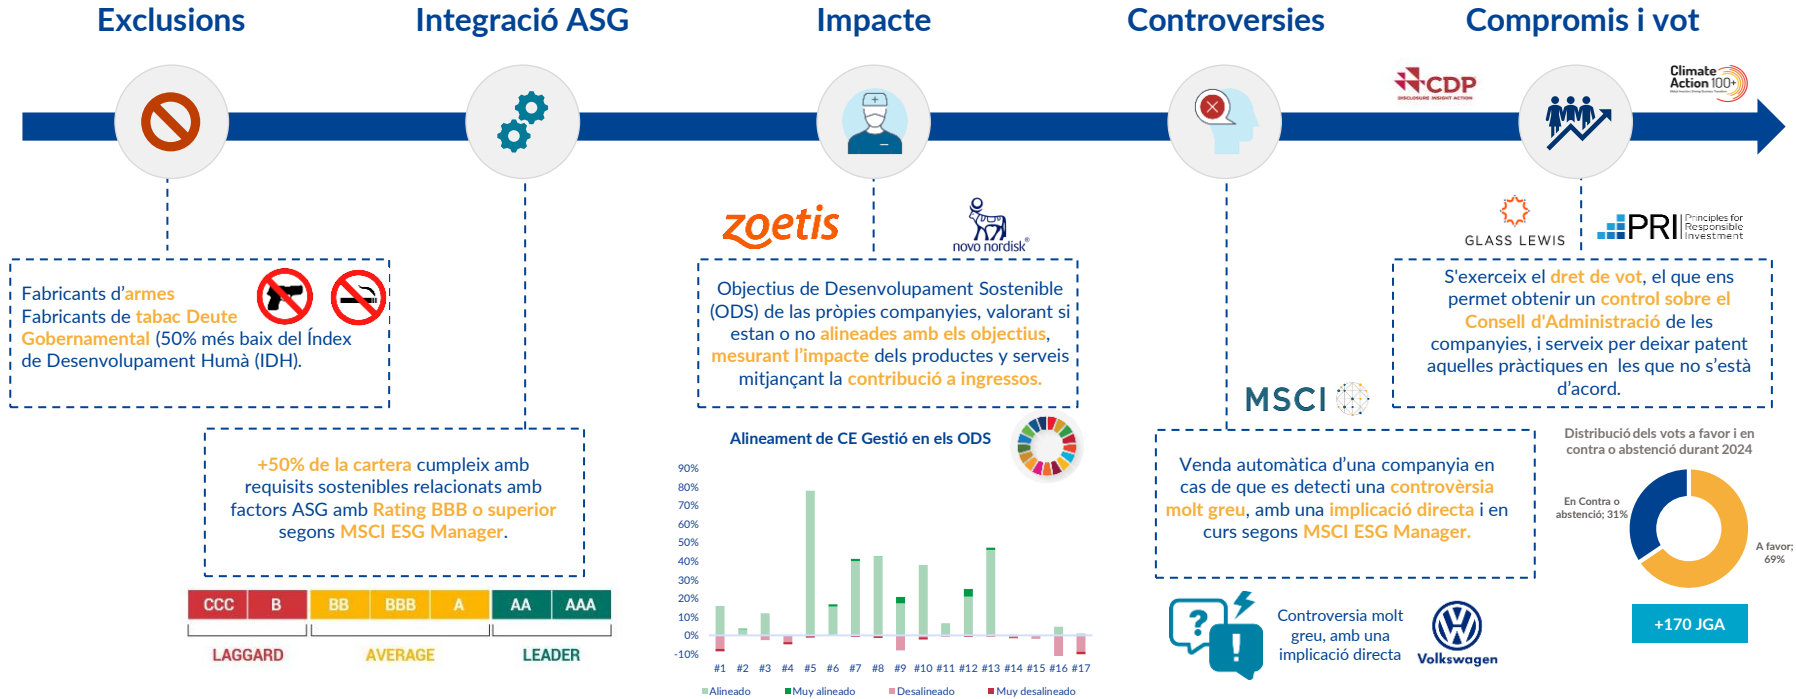 Exclusions
Integració ASG
Impacte
Controversies
Compromis i vot
CDP
DISCLOSURE INSIGHT ACTION
Climate
Action 100+
zoetis
novo nordisk®
GLASS LEWIS
PRI
Principles for
Responsible
Investment
Fabricants d’armes
Fabricants de tabac Deute
Gobernamental (50% més baix del Índex
de Desenvolupament Humà (IDH).
+50% de la cartera cumpleix amb
requisits sostenibles relacionats amb
factors ASG amb Rating BBB o superior
segons MSCI ESG Manager.
CCC B BB BBB A AA AAA
LAGGARD AVERAGE LEADER
Objectius de Desenvolupament Sostenible
(ODS) de las pròpies companyies, valorant si
estan o no alineades amb els objectius,
mesurant l’impacte dels productes y serveis
mitjançant la contribució a ingressos.
Alineament de CE Gestió en els ODS
90%
80%
70%
60%
50%
40%
30%
20%
10%
0%
-10%
#1 #2 #3 #4 #5 #6 #7 #8 #9 #10 #11 #12 #13 #14 #15 #16 #17
Alineado Muy alineado Desalineado Muy desalineado
MSCI
Venda automàtica d’una companyia en
cas de que es detecti una controvèrsia
molt greu, amb una implicació directa i en
curs segons MSCI ESG Manager.
? !
Controversia molt
greu, amb una
implicació directa
Volkswagen
S'exerceix el dret de vot, el que ens
permet obtenir un control sobre el
Consell d'Administració de les
companyies, i serveix per deixar patent
aquelles pràctiques en les que no s’està
d’acord.
Distribució dels vots a favor i en
contra o abstenció durant 2024
En Contra o
abstenció; 31%
A favor;
69%
+170 JGA